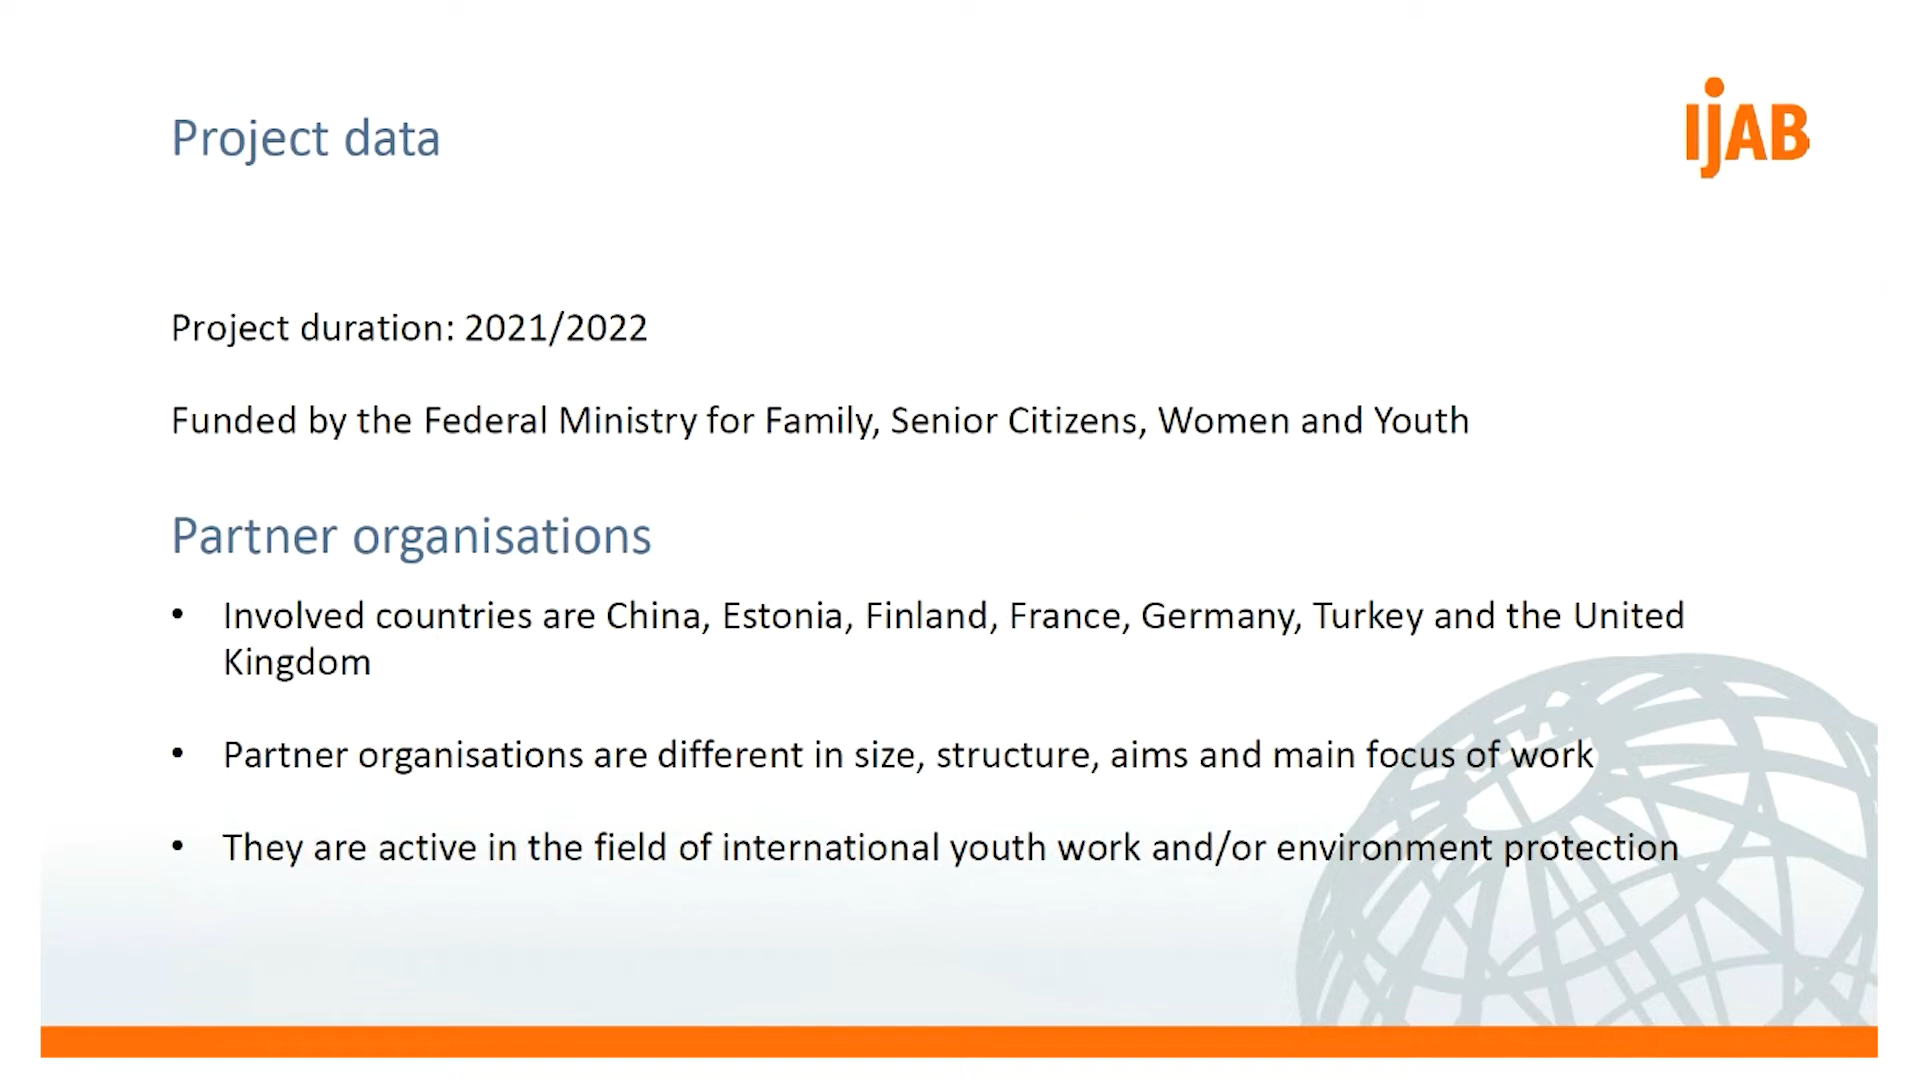 Project data
IjAB
Project duration: 2021/2022
Funded by the Federal Ministry for Family, Senior Citizens, Women and Youth
Partner organisations
• Involved countries are China, Estonia, Finland, France, Germany, Turkey and the United
Kingdom
• Partner organisations are different in size, structure, aims and main focus of work
• They are active in the field of international youth work and/or environment protection